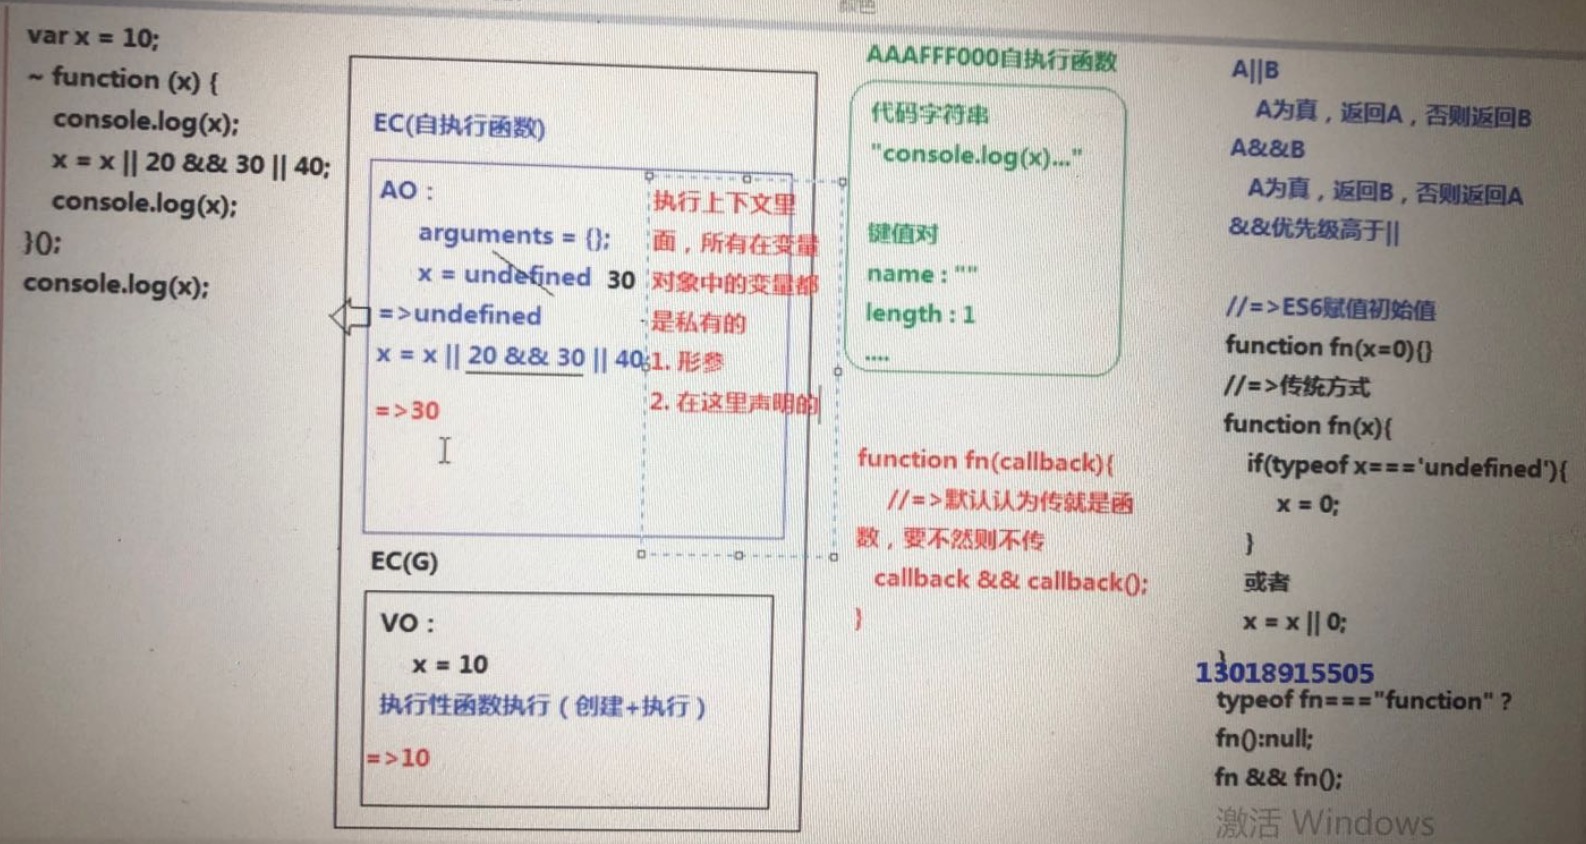 var x = 10;
~ function (x) {
console.log(x);
x = x || 20 && 30 || 40;
console.log(x);
}();
console.log(x);
EC(自执行函数)
AO：
arguments = {};
x = undefined 30
=>undefined
x = x || 20 && 30 || 40;
=>30
执行上下文里
面，所有在变量
对象中的变量都
是私有的
1. 形参
2. 在这里声明的
EC(G)
VO：
x = 10
执行性函数执行（创建+执行）
=>10
AAAFFF000自执行函数
代码字符串
"console.log(x)..."
键值对
name : ""
length : 1
....
function fn(callback){
//=>默认认为传就是函
数，要不然则不传
callback && callback();
}
A||B
A为真，返回A，否则返回B
A&&B
A为真，返回B，否则返回A
&&优先级高于||
//=>ES6赋值初始值
function fn(x=0){}
//=>传统方式
function fn(x){
if(typeof x==='undefined'){
x = 0;
}
或者
x = x || 0;
}
13018915505
typeof fn==="function" ?
fn():null;
fn && fn();
激活 Windows